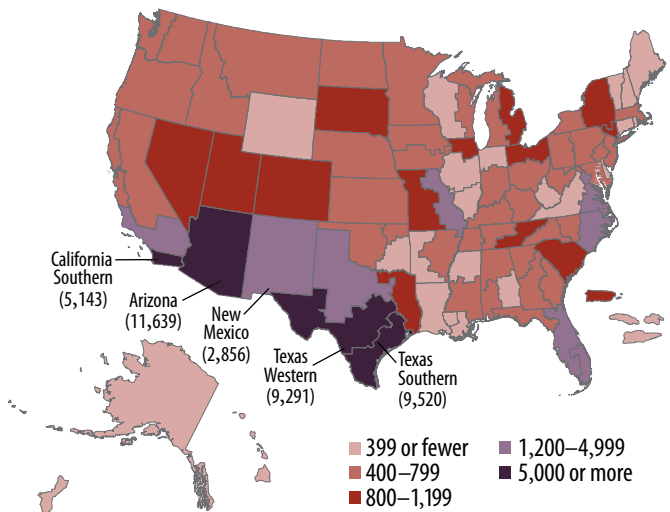 California
Southern
(5,143)
Arizona
(11,639)
New
Mexico
(2,856)
Texas
Western
(9,291)
Texas
Southern
(9,520)
399 or fewer
400–799
800–1,199
1,200–4,999
5,000 or more